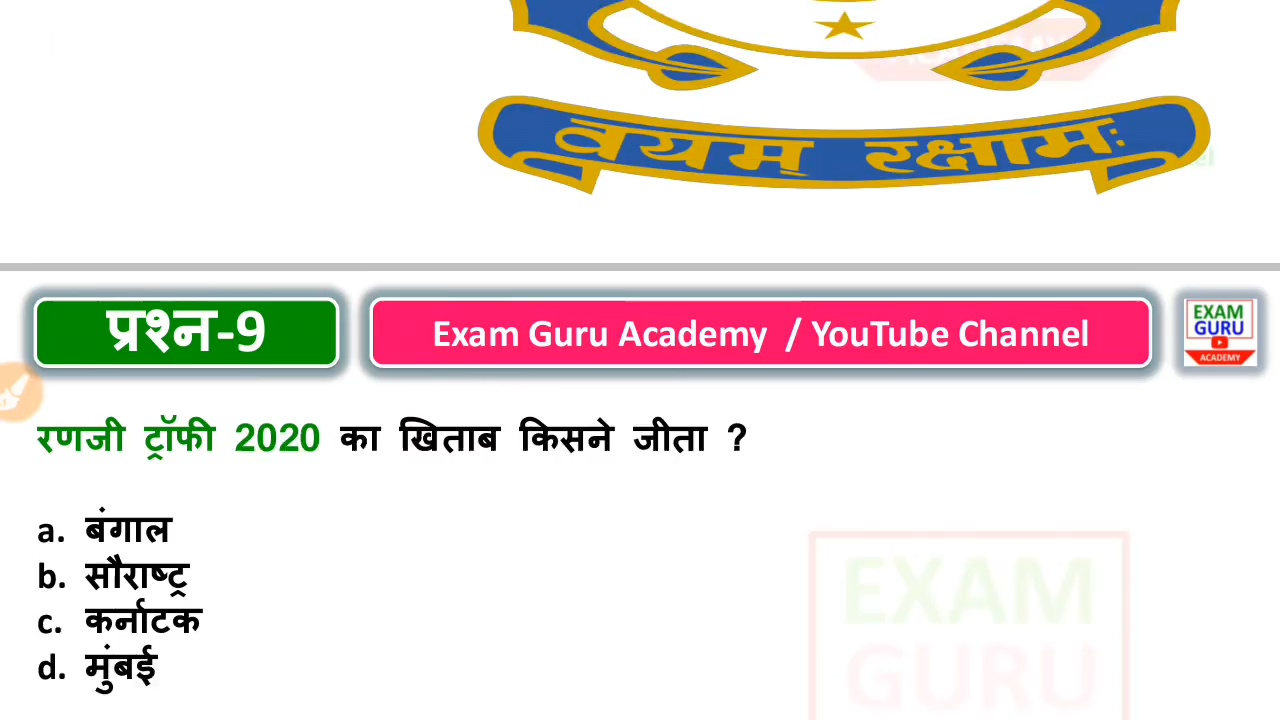 वयम रक्षामः
प्रश्न-9
Exam Guru Academy / YouTube Channel
EXAM
GURU
ACADEMY
रणजी ट्रॉफी 2020 का खिताब किसने जीता ?
a. बंगाल
b. सौराष्ट्र
c. कर्नाटक
d. मुंबई
EXAM
GURU